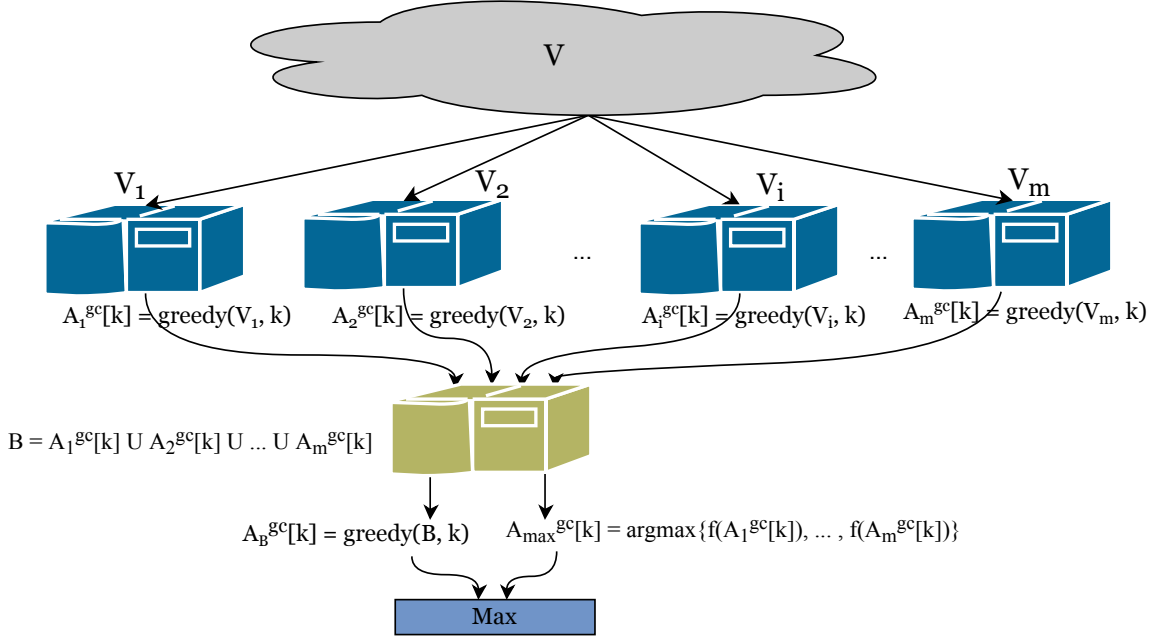 V
V₁
V₂
Vᵢ
Vₘ
...
...
A₁ᵍᶜ[k] = greedy(V₁, k)
A₂ᵍᶜ[k] = greedy(V₂, k)
Aᵢᵍᶜ[k] = greedy(Vᵢ, k)
Aₘᵍᶜ[k] = greedy(Vₘ, k)
B = A₁ᵍᶜ[k] U A₂ᵍᶜ[k] U ... U Aₘᵍᶜ[k]
A_Bᵍᶜ[k] = greedy(B, k)
Aₘₐₓᵍᶜ[k] = argmax{f(A₁ᵍᶜ[k]), ... , f(Aₘᵍᶜ[k])}
Max